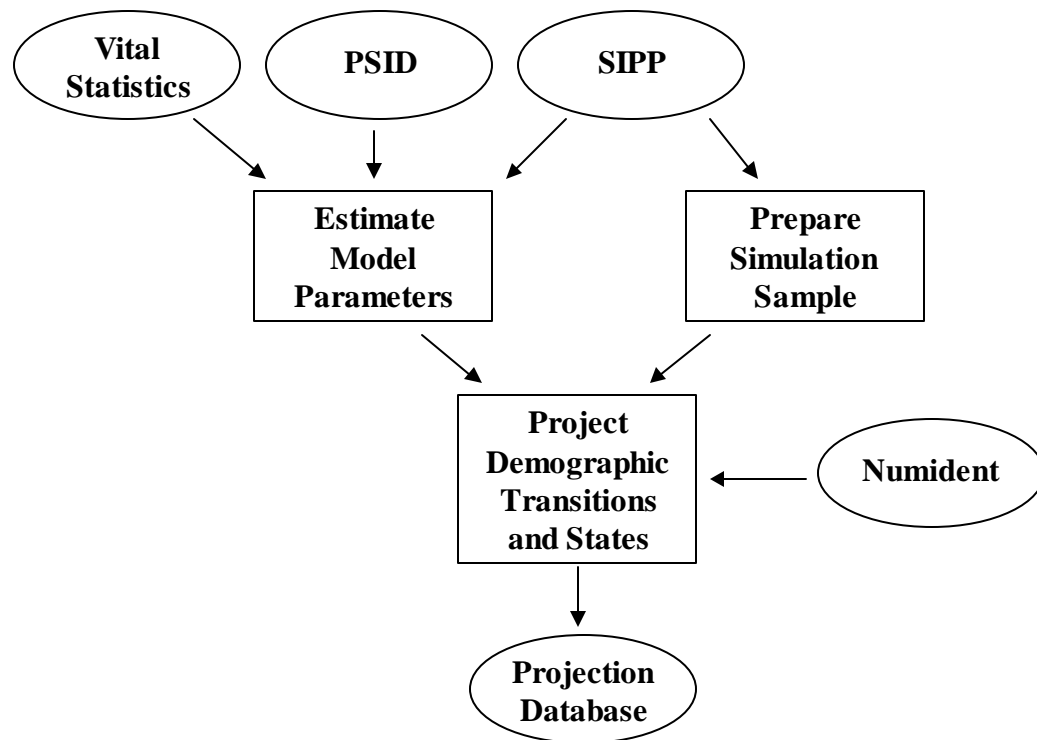 Vital
Statistics
PSID
SIPP
Estimate
Model
Parameters
Prepare
Simulation
Sample
Project
Demographic
Transitions
and States
Numident
Projection
Database